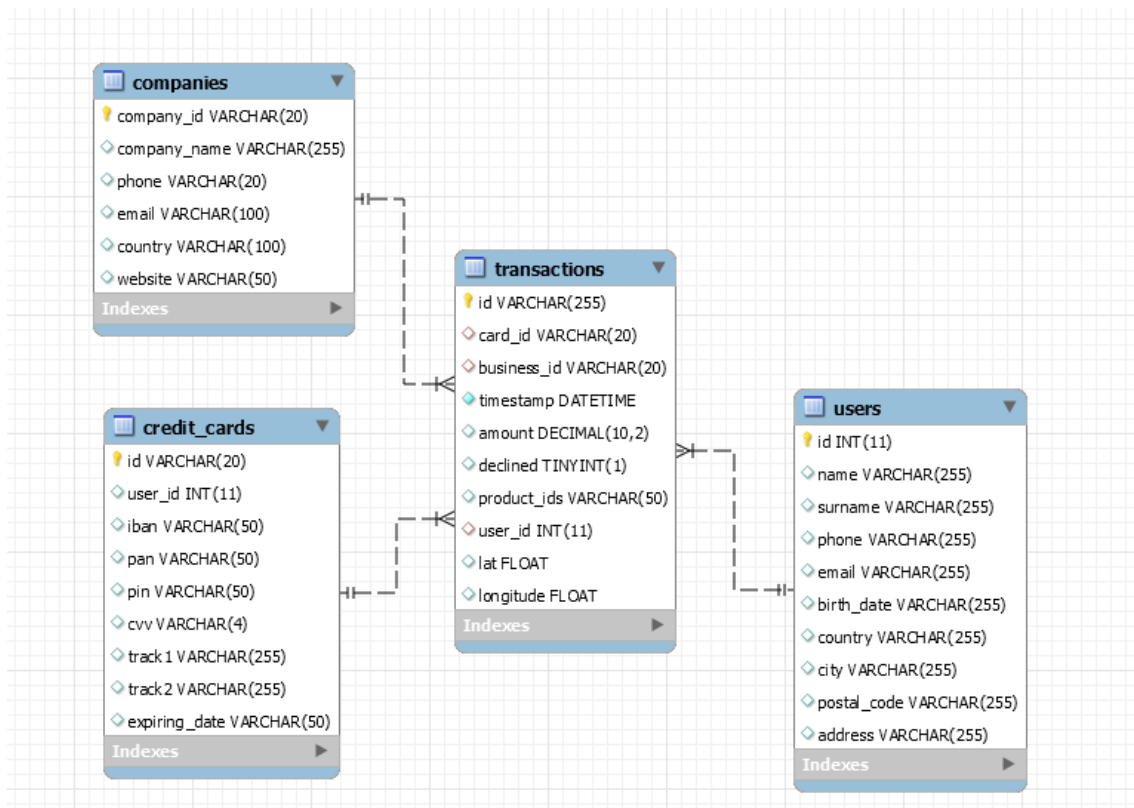 companies
company_id VARCHAR(20)
company_name VARCHAR(255)
phone VARCHAR(20)
email VARCHAR(100)
country VARCHAR(100)
website VARCHAR(50)
Indexes
credit_cards
id VARCHAR(20)
user_id INT(11)
iban VARCHAR(50)
pan VARCHAR(50)
pin VARCHAR(50)
cvv VARCHAR(4)
track1 VARCHAR(255)
track2 VARCHAR(255)
expiring_date VARCHAR(50)
Indexes
transactions
id VARCHAR(255)
card_id VARCHAR(20)
business_id VARCHAR(20)
timestamp DATETIME
amount DECIMAL(10,2)
declined TINYINT(1)
product_ids VARCHAR(50)
user_id INT(11)
lat FLOAT
longitude FLOAT
Indexes
users
id INT(11)
name VARCHAR(255)
surname VARCHAR(255)
phone VARCHAR(255)
email VARCHAR(255)
birth_date VARCHAR(255)
country VARCHAR(255)
city VARCHAR(255)
postal_code VARCHAR(255)
address VARCHAR(255)
Indexes